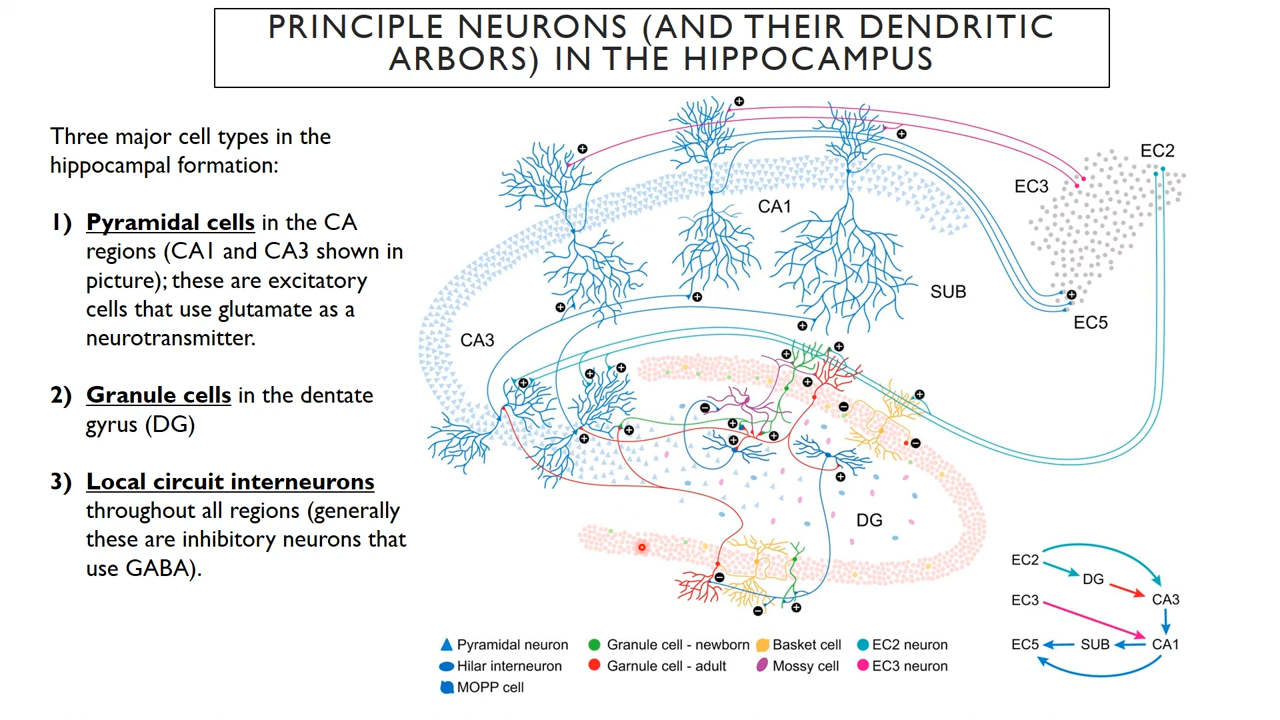 PRINCIPLE NEURONS (AND THEIR DENDRITIC
ARBORS) IN THE HIPPOCAMPUS
Three major cell types in the
hippocampal formation:
1) Pyramidal cells in the CA
regions (CA1 and CA3 shown in
picture); these are excitatory
cells that use glutamate as a
neurotransmitter.
2) Granule cells in the dentate
gyrus (DG)
3) Local circuit interneurons
throughout all regions (generally
these are inhibitory neurons that
use GABA).
EC2
EC3
CA1
SUB
EC5
CA3
DG
EC2
DG
EC3
CA3
EC5
SUB
CA1
Pyramidal neuron
Granule cell - newborn
Basket cell
EC2 neuron
Hilar interneuron
Garnule cell - adult
Mossy cell
EC3 neuron
MOPP cell